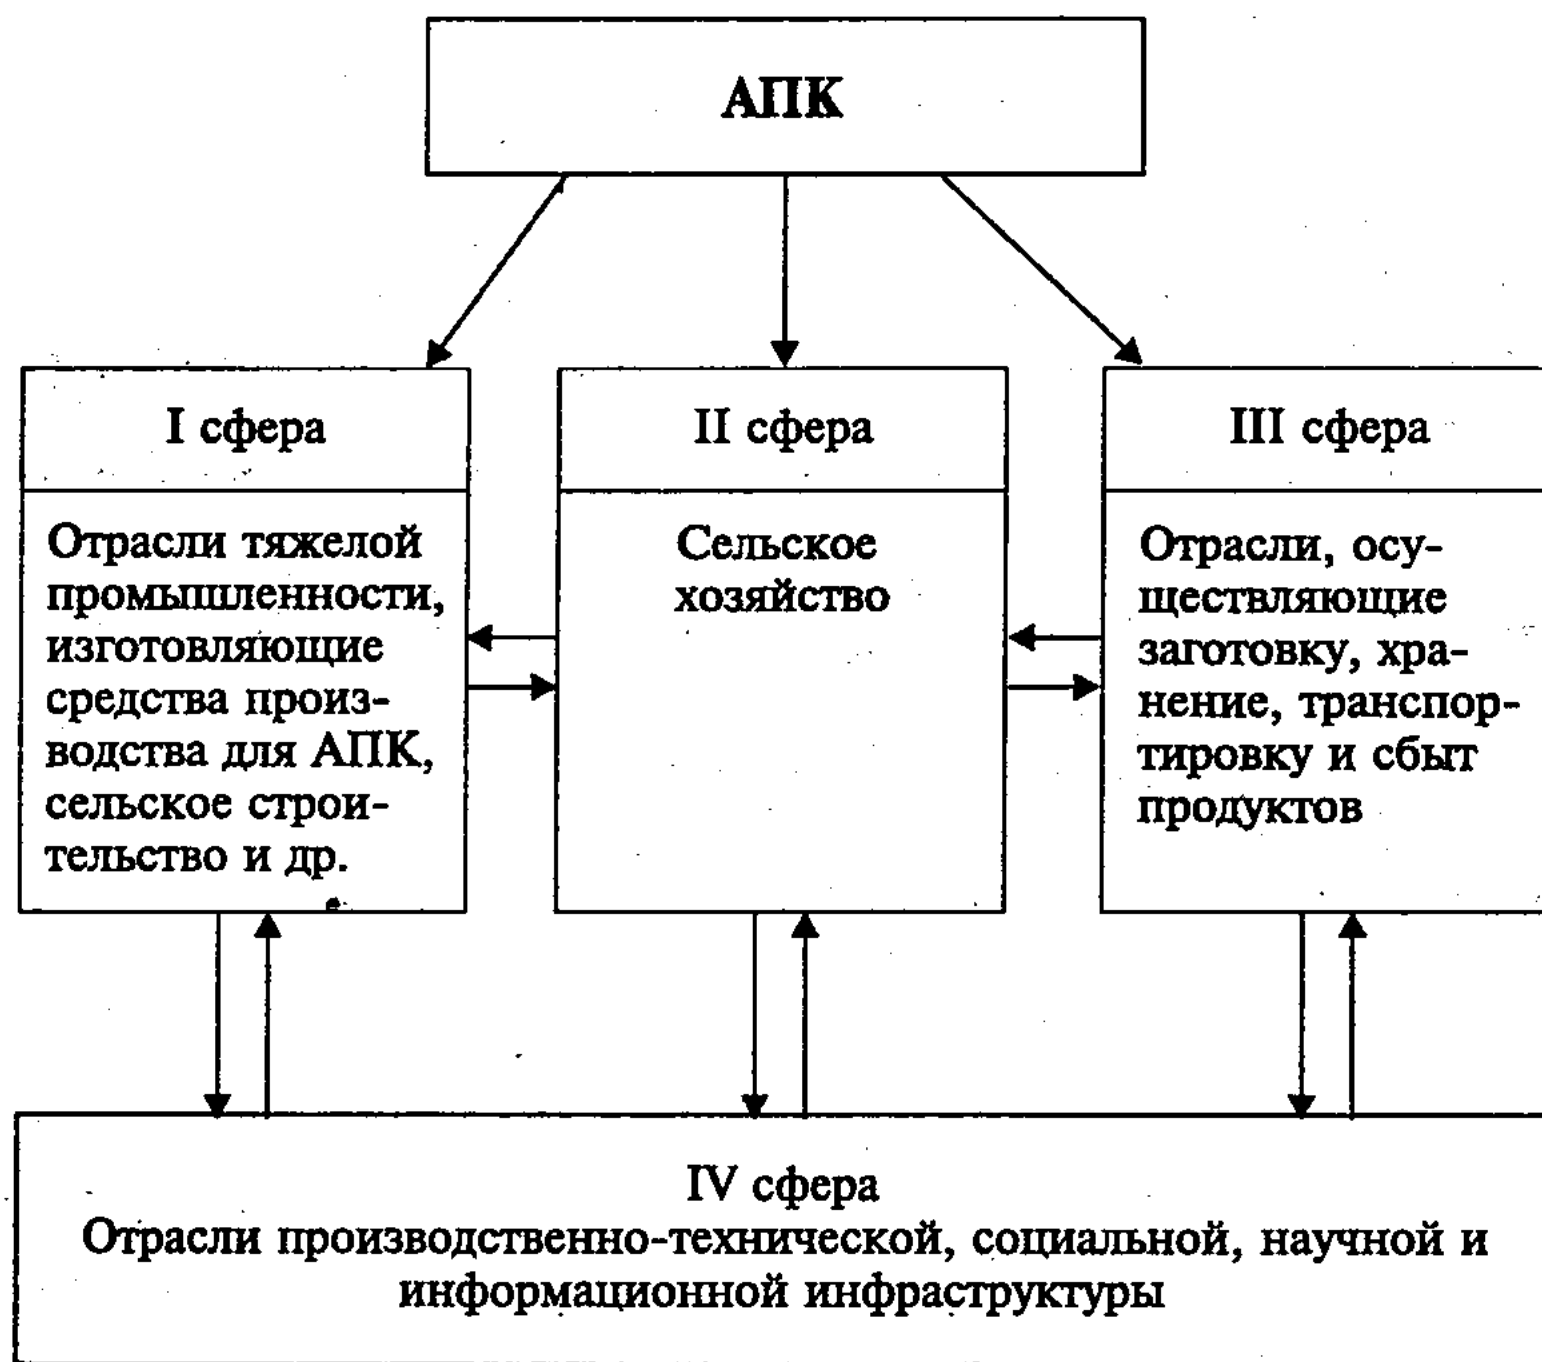 АПК
I сфера
Отрасли тяжелой
промышленности,
изготовляющие
средства произ-
водства для АПК,
сельское строи-
тельство и др.
II сфера
Сельское
хозяйство
III сфера
Отрасли, осу-
ществляющие
заготовку, хра-
нение, транспор-
тировку и сбыт
продуктов
IV сфера
Отрасли производственно-технической, социальной, научной и
информационной инфраструктуры